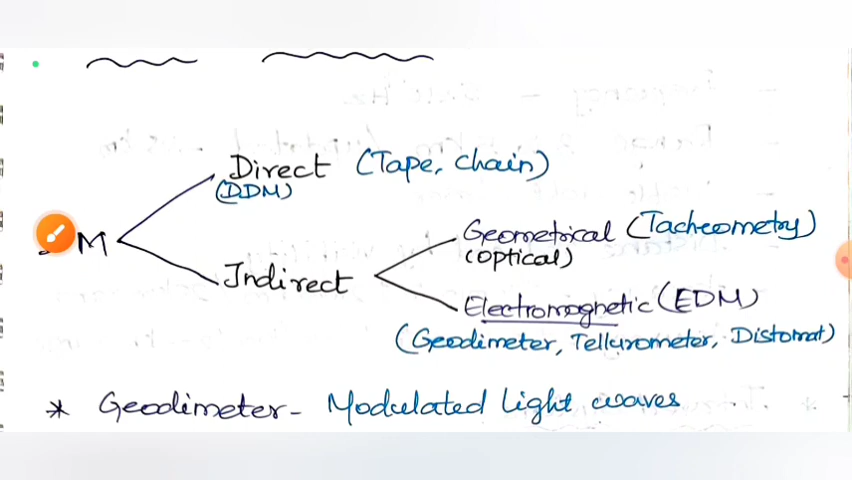 Direct (Tape, chain)
(DDM)
M
Geometrical (Tacheometry)
(optical)
Indirect
Electromagnetic (EDM)
(Geodimeter, Tellurometer, Distomat)
* Geodimeter - Modulated light waves